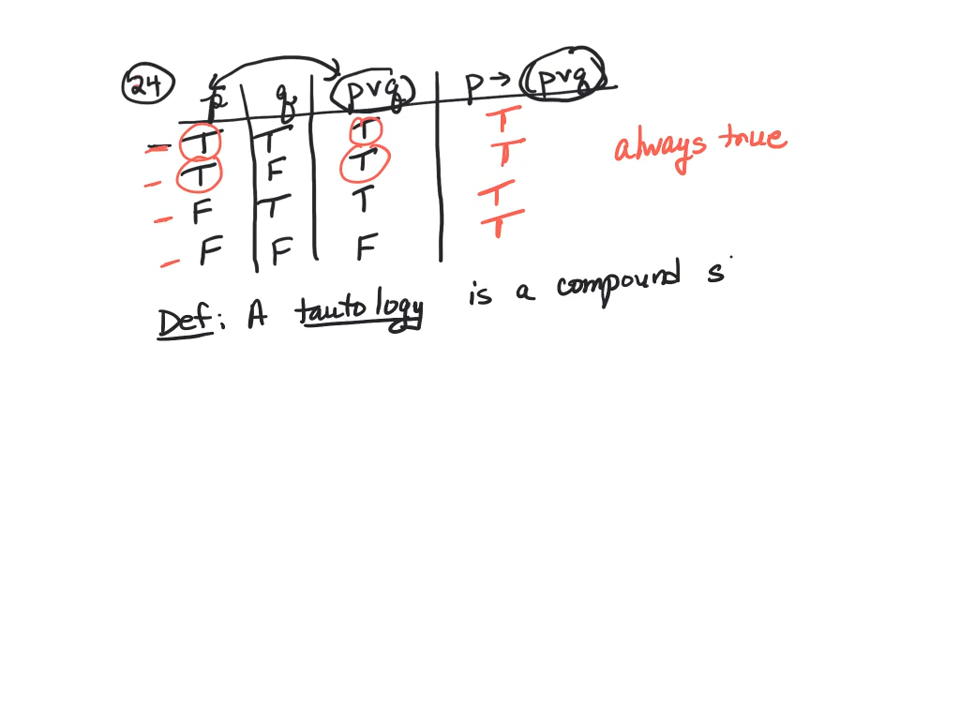 24 p q p∨q p → (p∨q)
T T T T always true
T F T T
F T T T
F F F T
Def: A tautology is a compound s